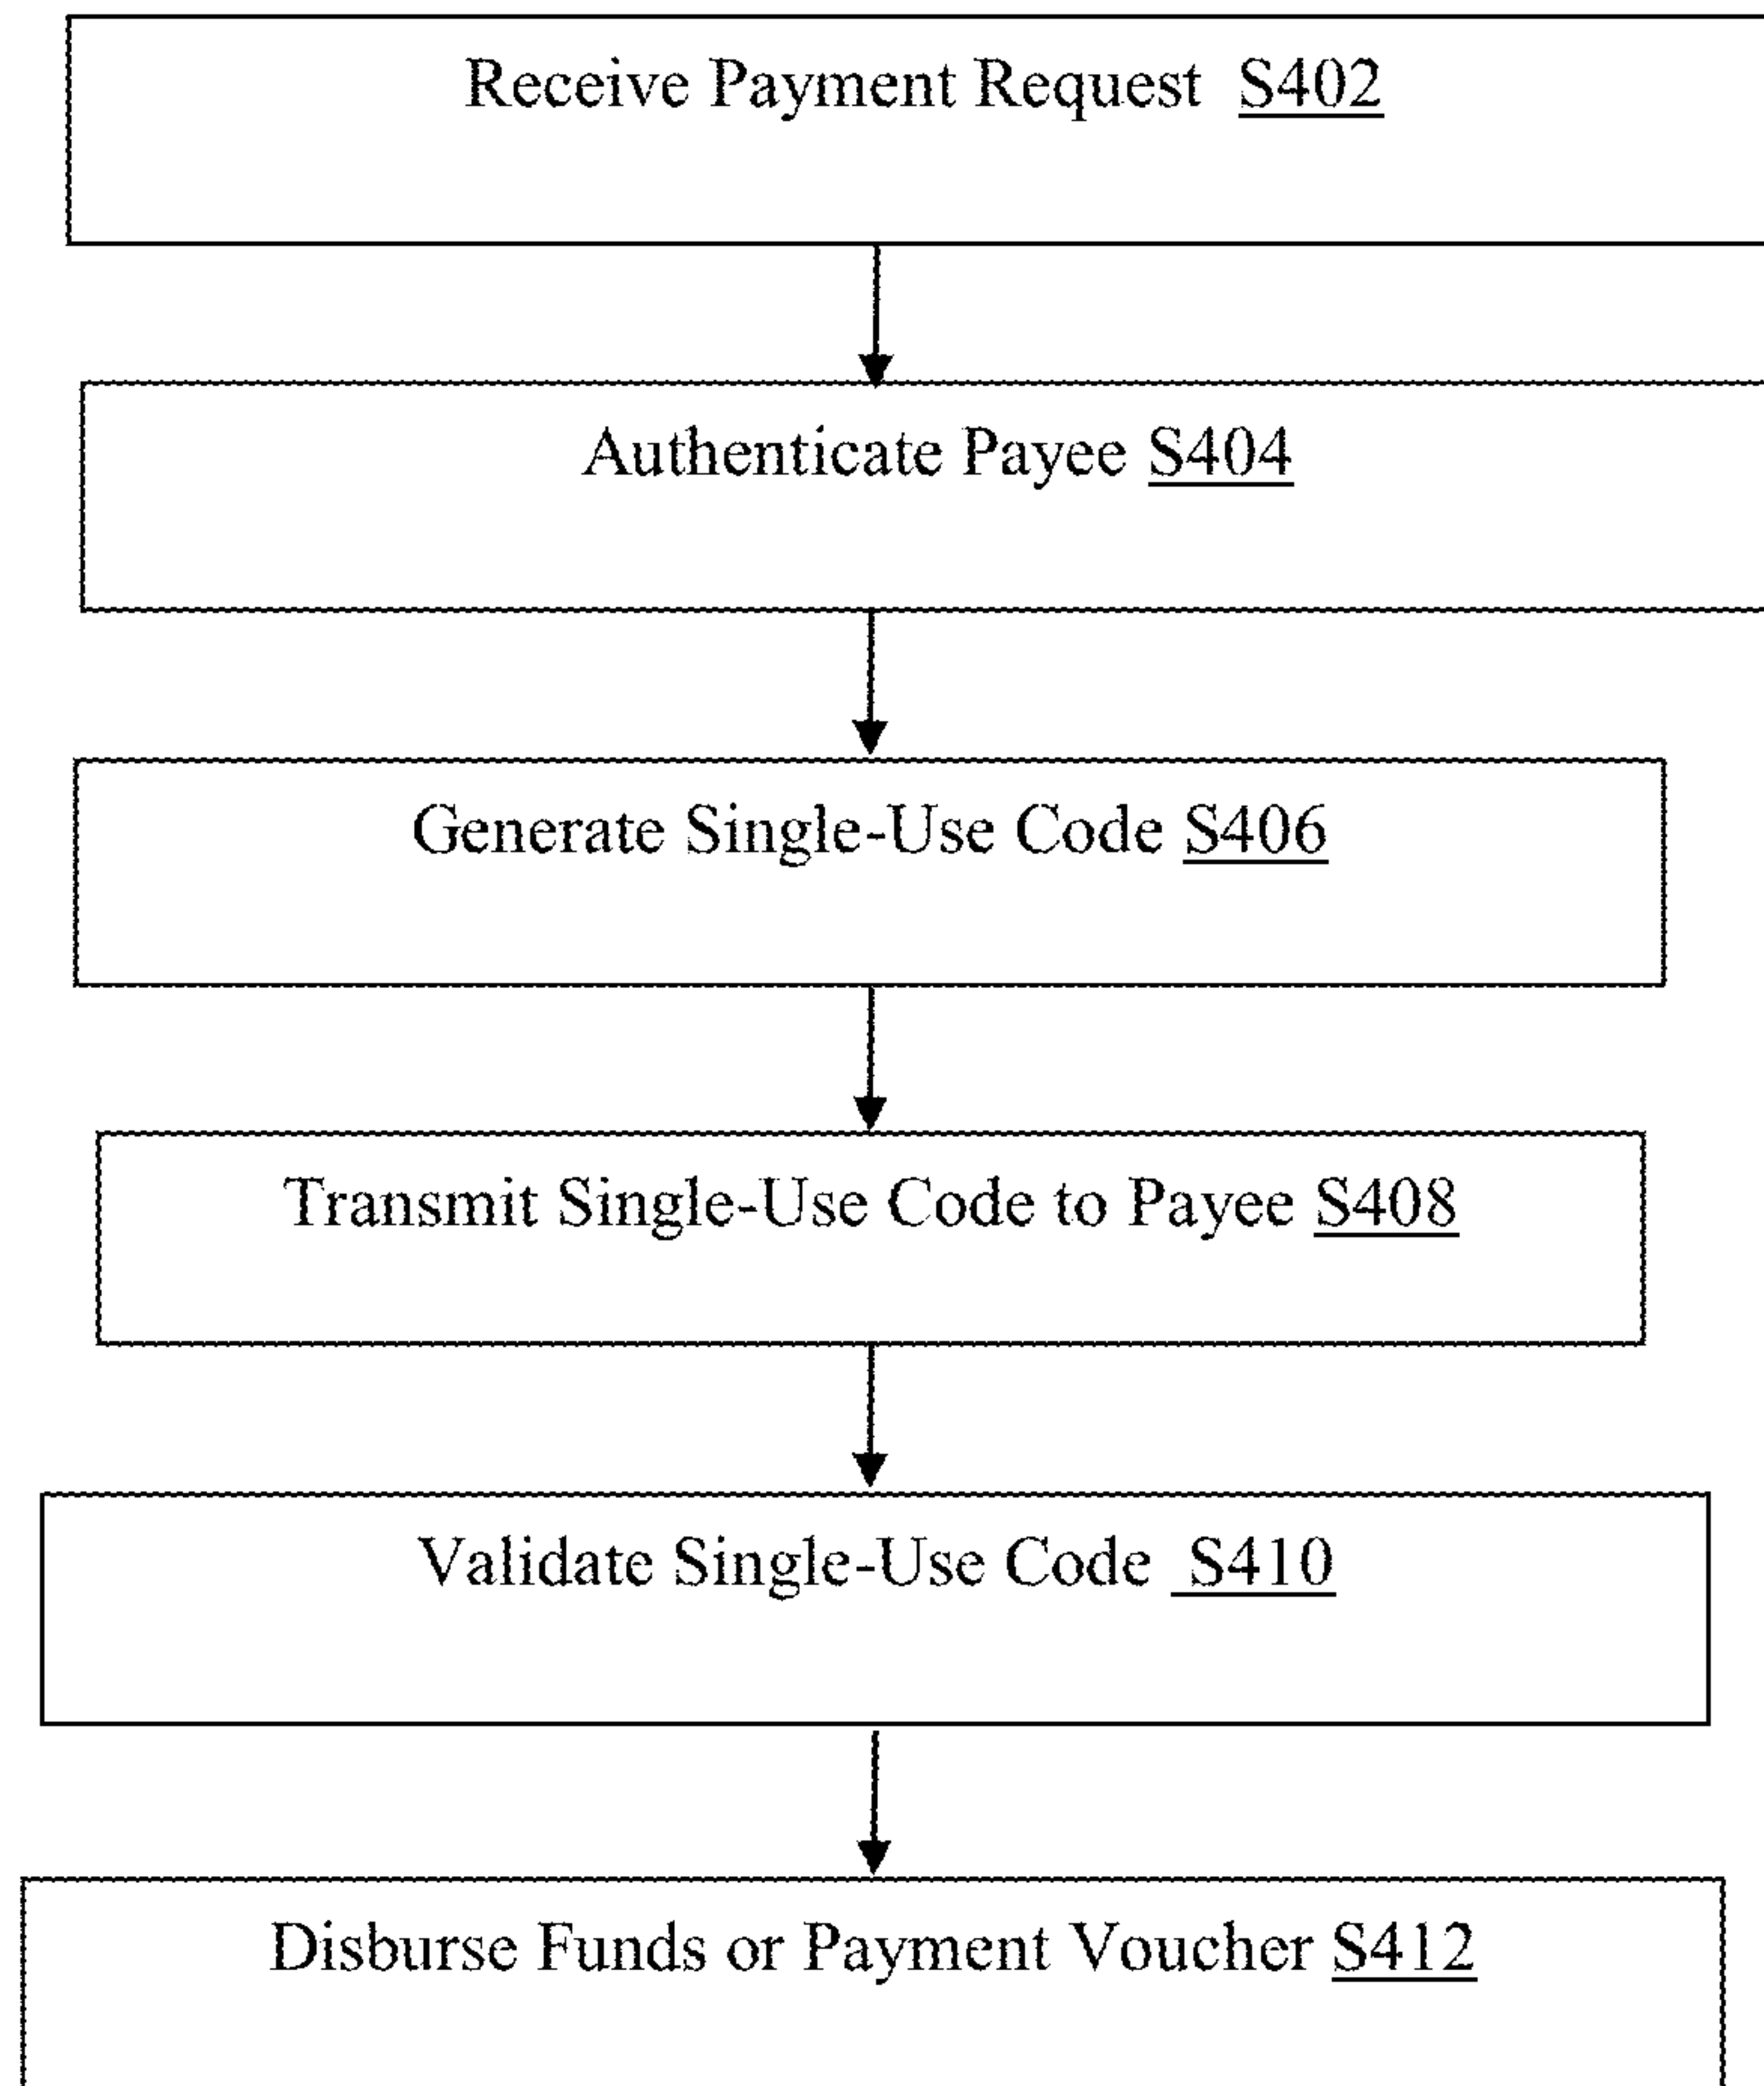 Receive Payment Request S402
Authenticate Payee S404
Generate Single-Use Code S406
Transmit Single-Use Code to Payee S408
Validate Single-Use Code S410
Disburse Funds or Payment Voucher S412